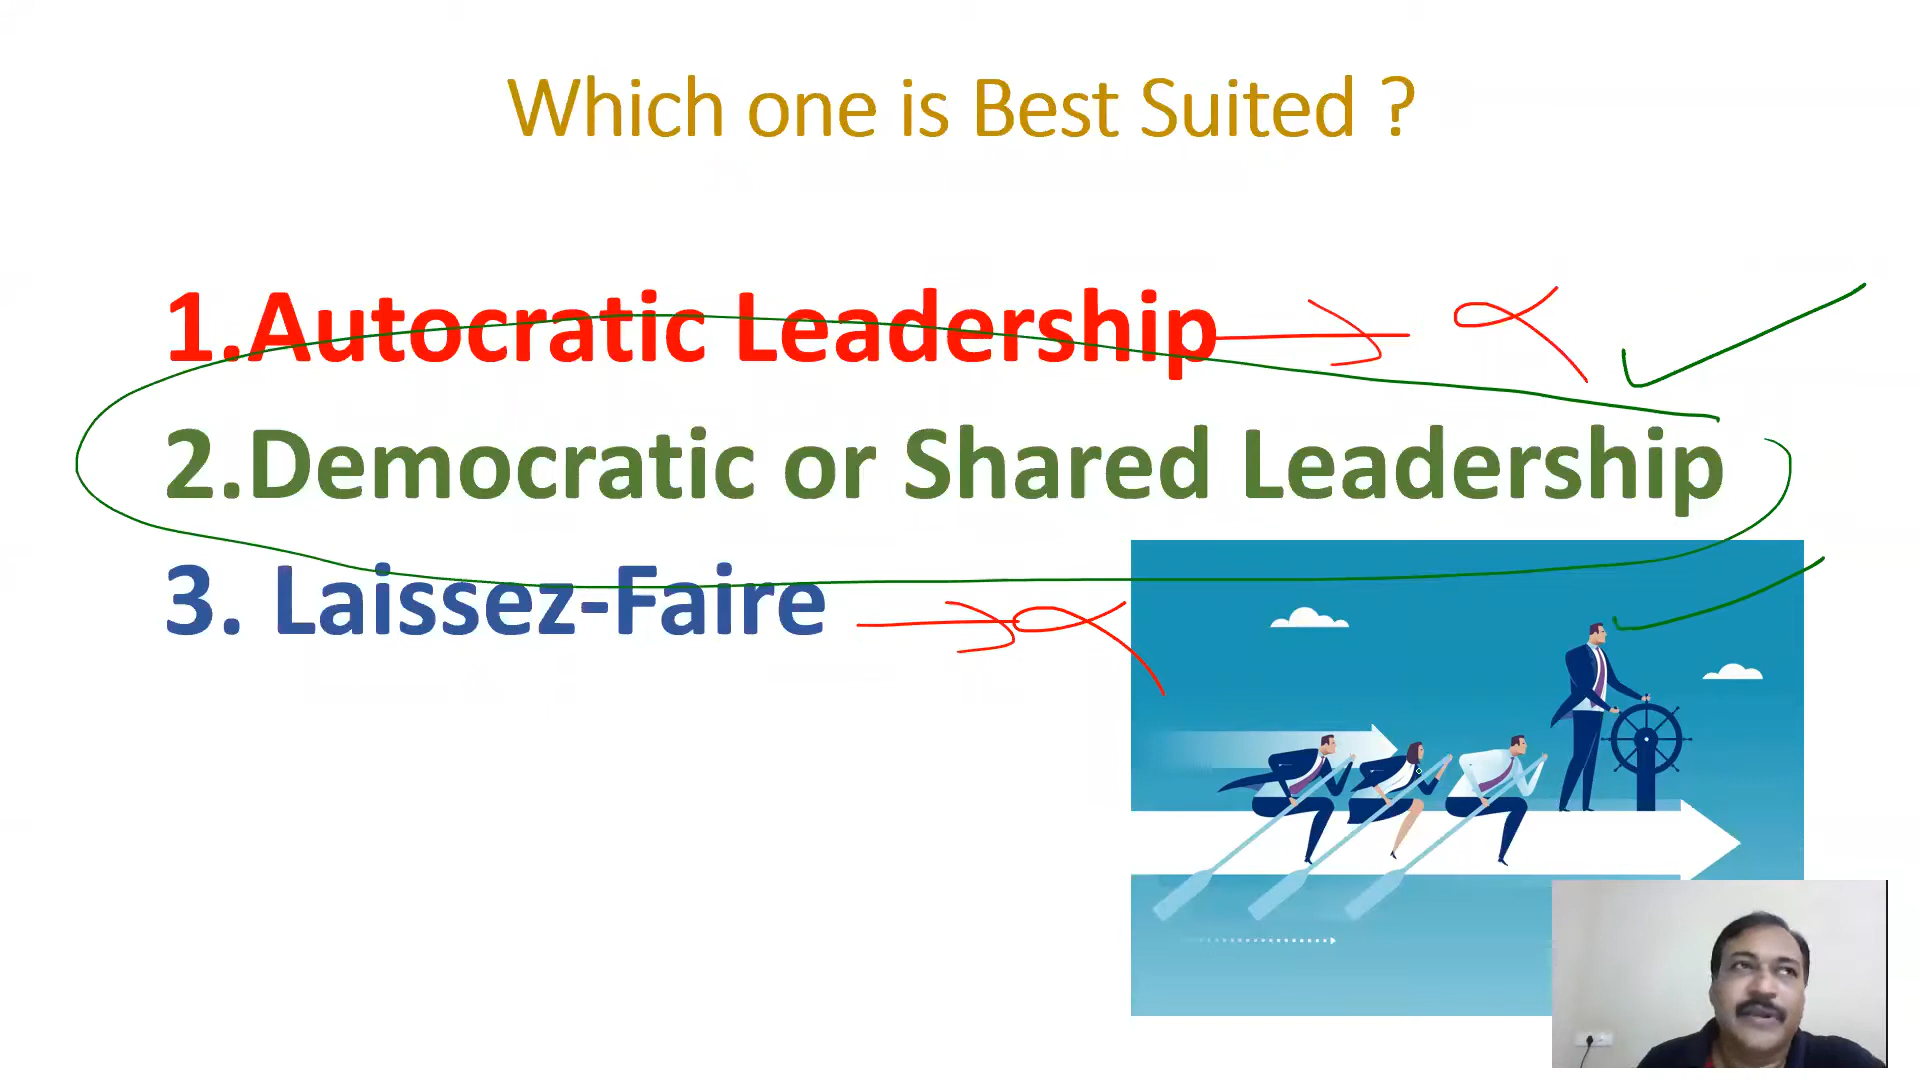 Which one is Best Suited ?
1.Autocratic Leadership
2.Democratic or Shared Leadership
3. Laissez-Faire